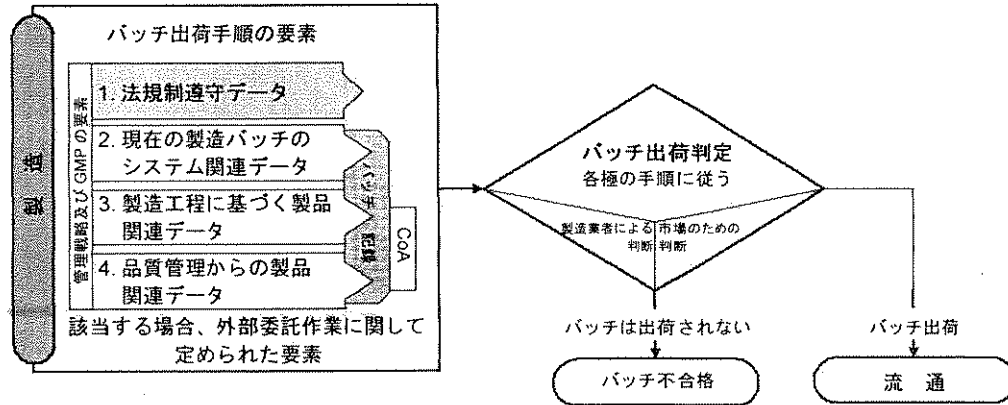 製造
バッチ出荷手順の要素
管理戦略及び GMP の要素
1. 法規制遵守データ
2. 現在の製造バッチの
システム関連データ
3. 製造工程に基づく製品
関連データ
4. 品質管理からの製品
関連データ
バッチ記録
CoA
該当する場合、外部委託作業に関して
定められた要素
バッチ出荷判定
各極の手順に従う
製造業者による
判断
市場のための
判断
バッチは出荷されない
バッチ出荷
バッチ不合格
流 通